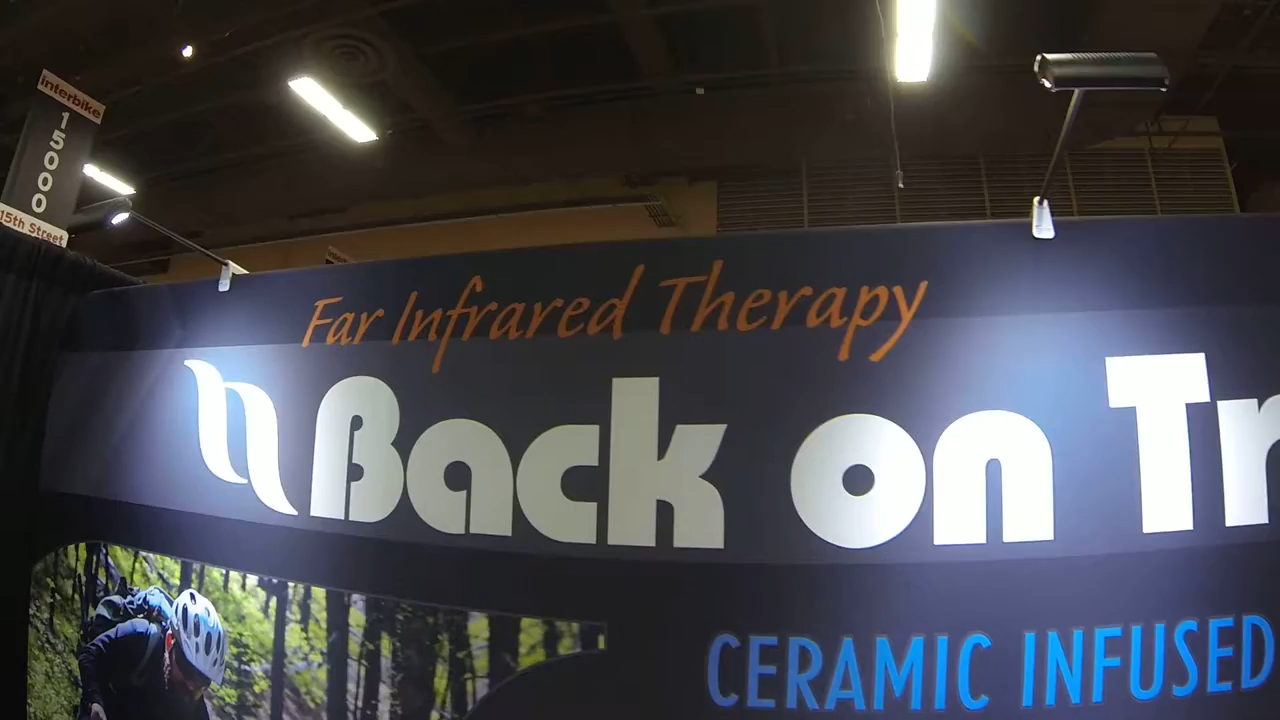 interbike
15000
15th Street
Far Infrared Therapy
Back on Tr
CERAMIC INFUSED